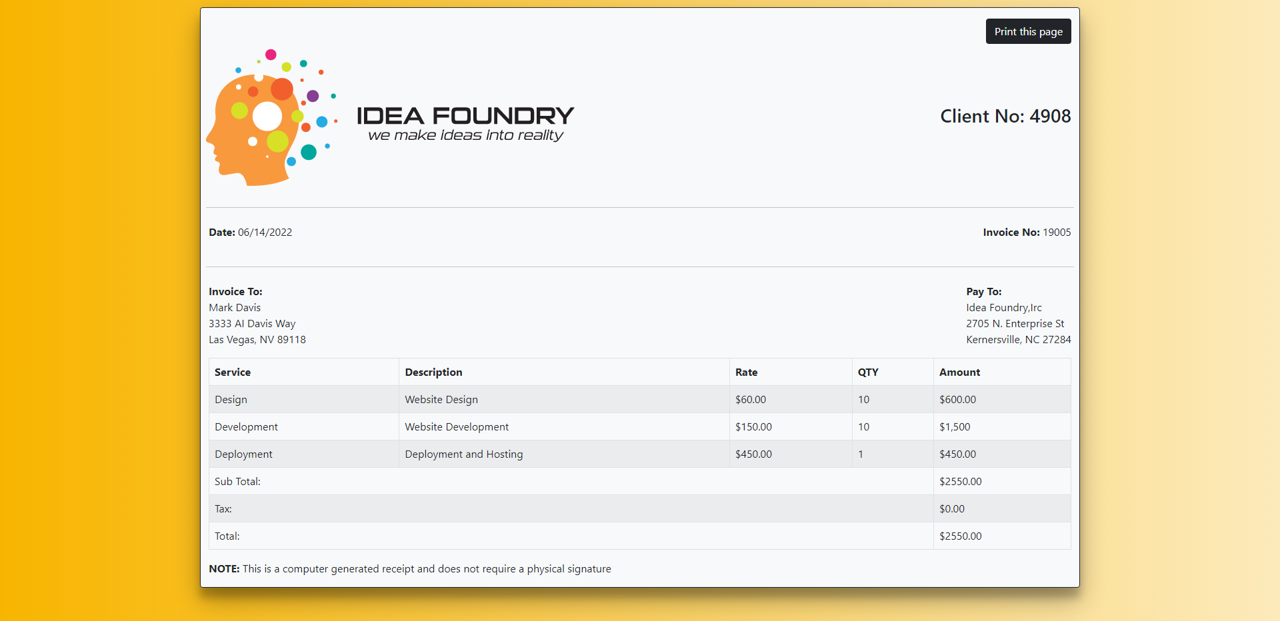 Print this page
IDEA FOUNDRY
we make ideas into reality
Client No: 4908
Date: 06/14/2022
Invoice No: 19005
Invoice To:
Mark Davis
3333 Al Davis Way
Las Vegas, NV 89118
Pay To:
Idea Foundry,Irc
2705 N. Enterprise St
Kernersville, NC 27284
Service Description Rate QTY Amount
Design Website Design $60.00 10 $600.00
Development Website Development $150.00 10 $1,500
Deployment Deployment and Hosting $450.00 1 $450.00
Sub Total: $2550.00
Tax: $0.00
Total: $2550.00
NOTE: This is a computer generated receipt and does not require a physical signature